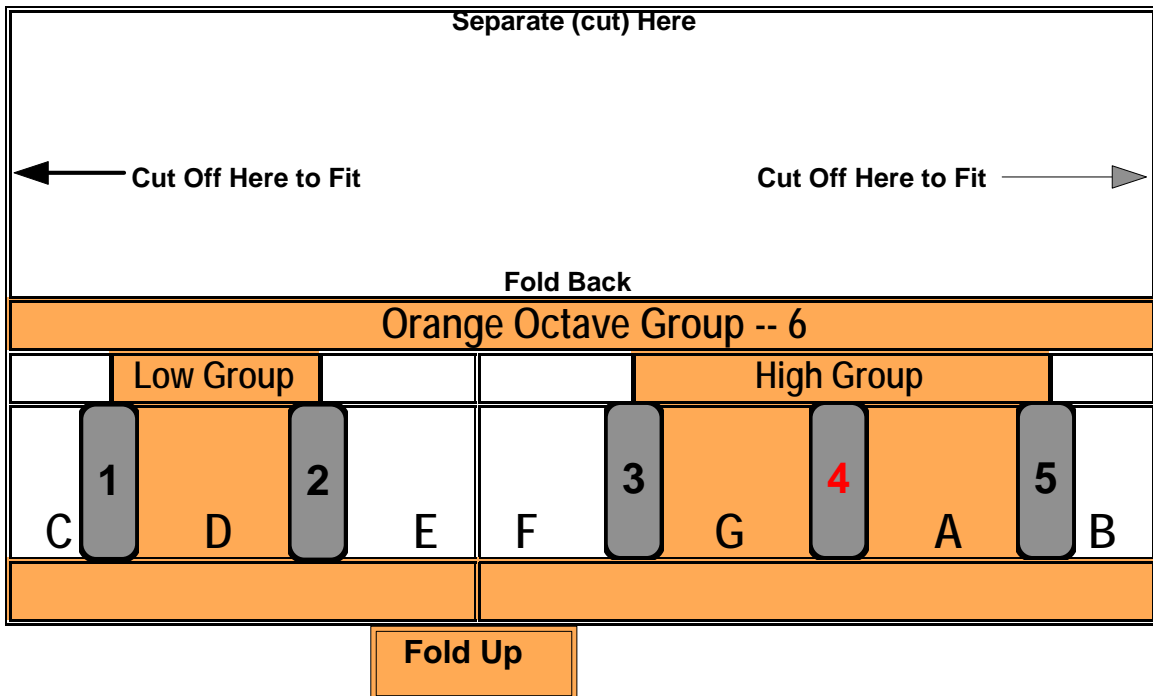 Separate (cut) Here
Cut Off Here to Fit Cut Off Here to Fit
Fold Back
Orange Octave Group -- 6
Low Group High Group
1 2 3 4 5
C D E F G A B
Fold Up